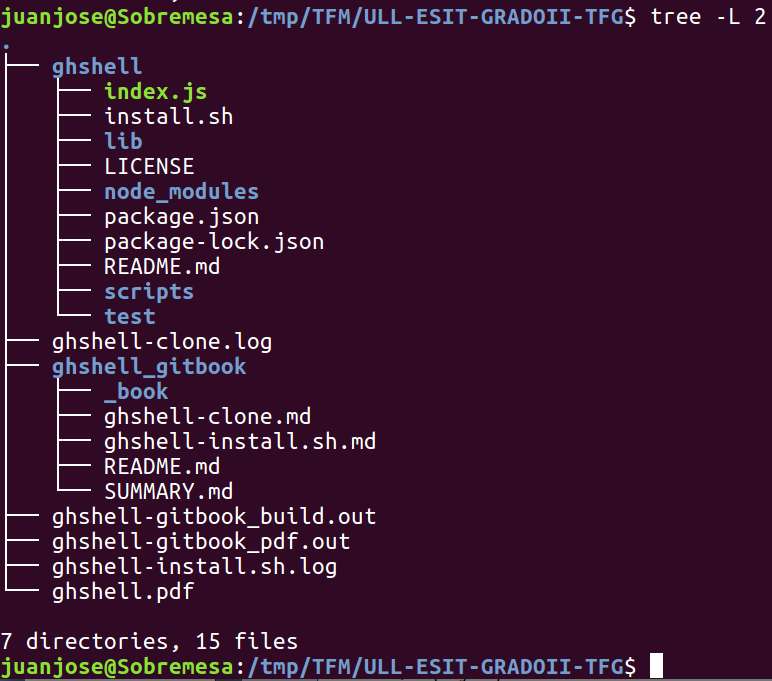 juanjose@Sobremesa:/tmp/TFM/ULL-ESIT-GRADOII-TFG$ tree -L 2
.
├── ghshell
│   ├── index.js
│   ├── install.sh
│   ├── lib
│   ├── LICENSE
│   ├── node_modules
│   ├── package.json
│   ├── package-lock.json
│   ├── README.md
│   ├── scripts
│   └── test
├── ghshell-clone.log
├── ghshell_gitbook
│   ├── _book
│   ├── ghshell-clone.md
│   ├── ghshell-install.sh.md
│   ├── README.md
│   └── SUMMARY.md
├── ghshell-gitbook_build.out
├── ghshell-gitbook_pdf.out
├── ghshell-install.sh.log
└── ghshell.pdf
7 directories, 15 files
juanjose@Sobremesa:/tmp/TFM/ULL-ESIT-GRADOII-TFG$